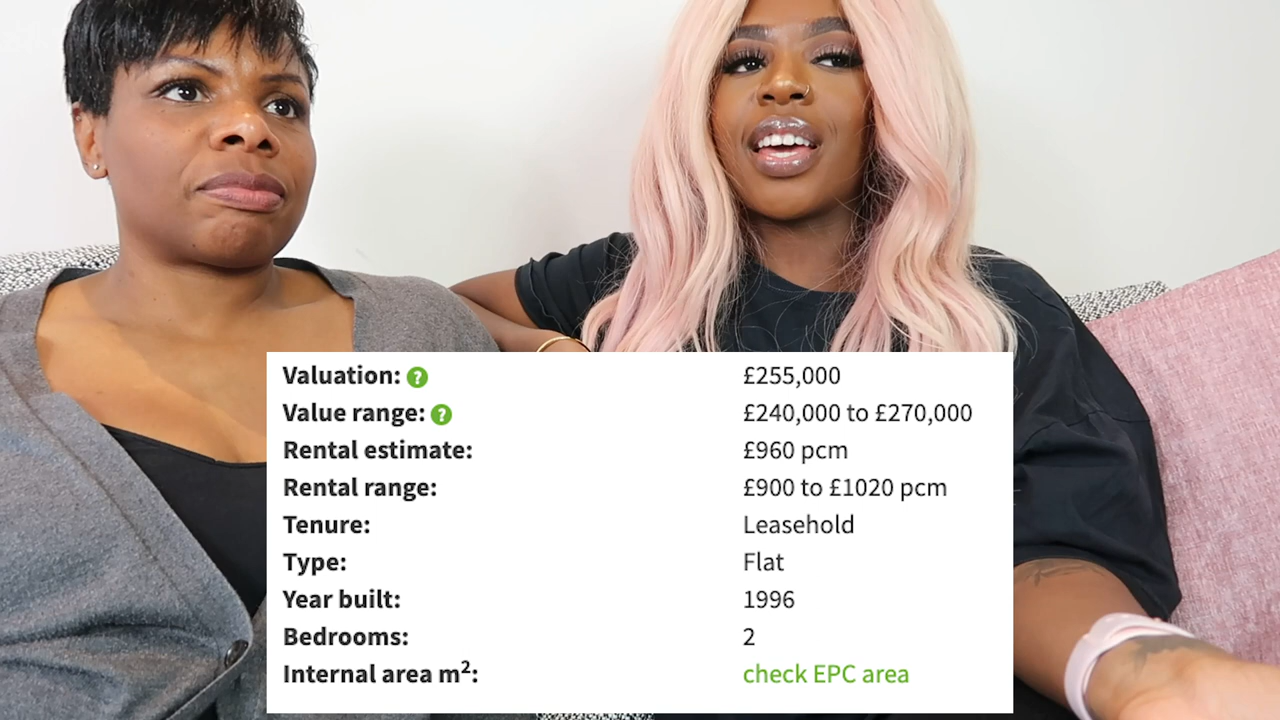 Valuation: ? £255,000
Value range: ? £240,000 to £270,000
Rental estimate: £960 pcm
Rental range: £900 to £1020 pcm
Tenure: Leasehold
Type: Flat
Year built: 1996
Bedrooms: 2
Internal area m²: check EPC area